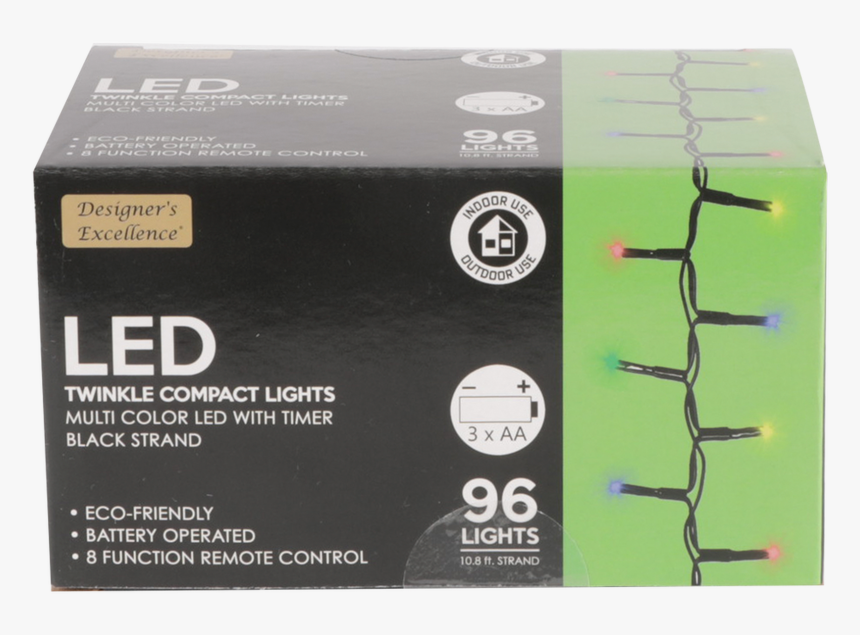 LED
TWINKLE COMPACT LIGHTS
MULTI COLOR LED WITH TIMER
BLACK STRAND
• ECO-FRIENDLY
• BATTERY OPERATED
• 8 FUNCTION REMOTE CONTROL
3 x AA
96
LIGHTS
10.8 ft. STRAND
Designer's
Excellence®
INDOOR USE
OUTDOOR USE
LED
TWINKLE COMPACT LIGHTS
MULTI COLOR LED WITH TIMER
BLACK STRAND
• ECO-FRIENDLY
• BATTERY OPERATED
• 8 FUNCTION REMOTE CONTROL
− +
3 x AA
96
LIGHTS
10.8 ft. STRAND